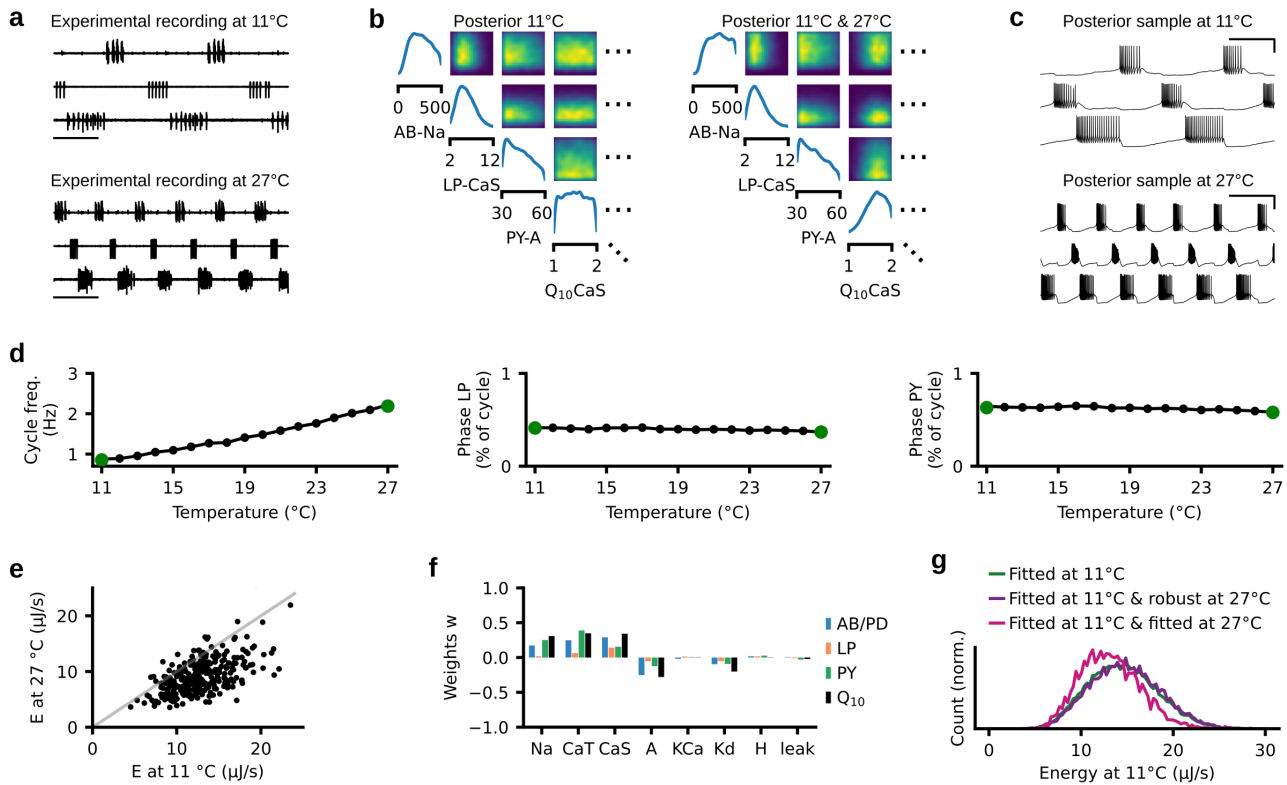 a
Experimental recording at 11°C
Experimental recording at 27°C
b
Posterior 11°C
0 500
AB-Na
2 12
LP-CaS
30 60
PY-A
1 2
Q₁₀CaS
Posterior 11°C & 27°C
0 500
AB-Na
2 12
LP-CaS
30 60
PY-A
1 2
Q₁₀CaS
c
Posterior sample at 11°C
Posterior sample at 27°C
d
Cycle freq.
(Hz)
3
2
1
11 15 19 23 27
Temperature (°C)
Phase LP
(% of cycle)
1
0
11 15 19 23 27
Temperature (°C)
Phase PY
(% of cycle)
1
0
11 15 19 23 27
Temperature (°C)
e
E at 27 °C (μJ/s)
20
10
0
0 10 20
E at 11 °C (μJ/s)
f
Weights w
1.0
0.5
0.0
−0.5
−1.0
Na CaT CaS A KCa Kd H leak
AB/PD
LP
PY
Q₁₀
g
Fitted at 11°C
Fitted at 11°C & robust at 27°C
Fitted at 11°C & fitted at 27°C
Count (norm.)
0 10 20 30
Energy at 11°C (μJ/s)